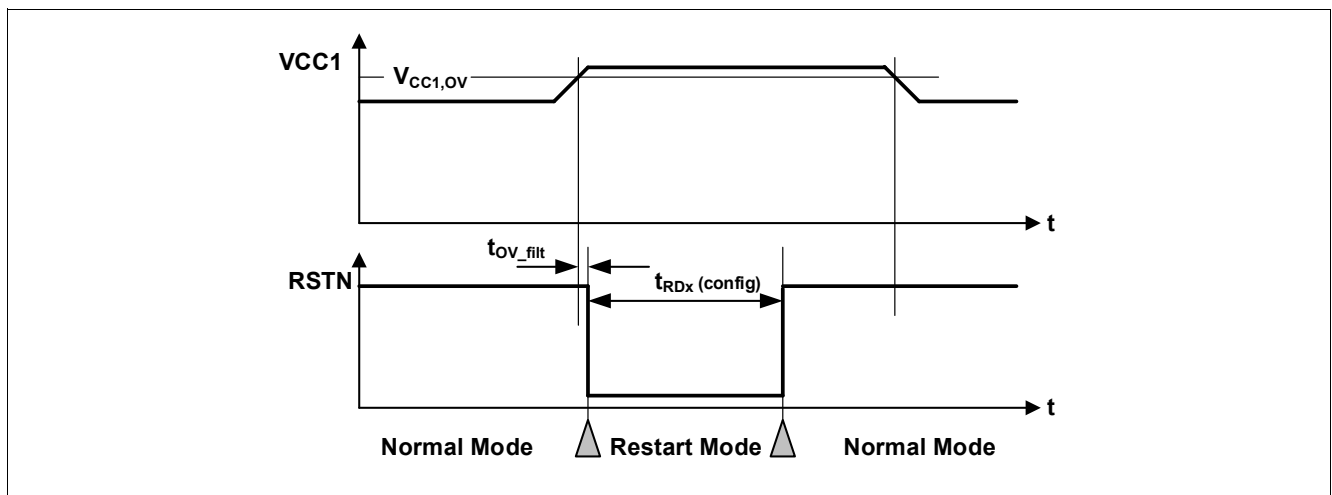 VCC1
VCC1,OV
t
tOV_filt
RSTN
tRDx (config)
t
Normal Mode
Restart Mode
Normal Mode